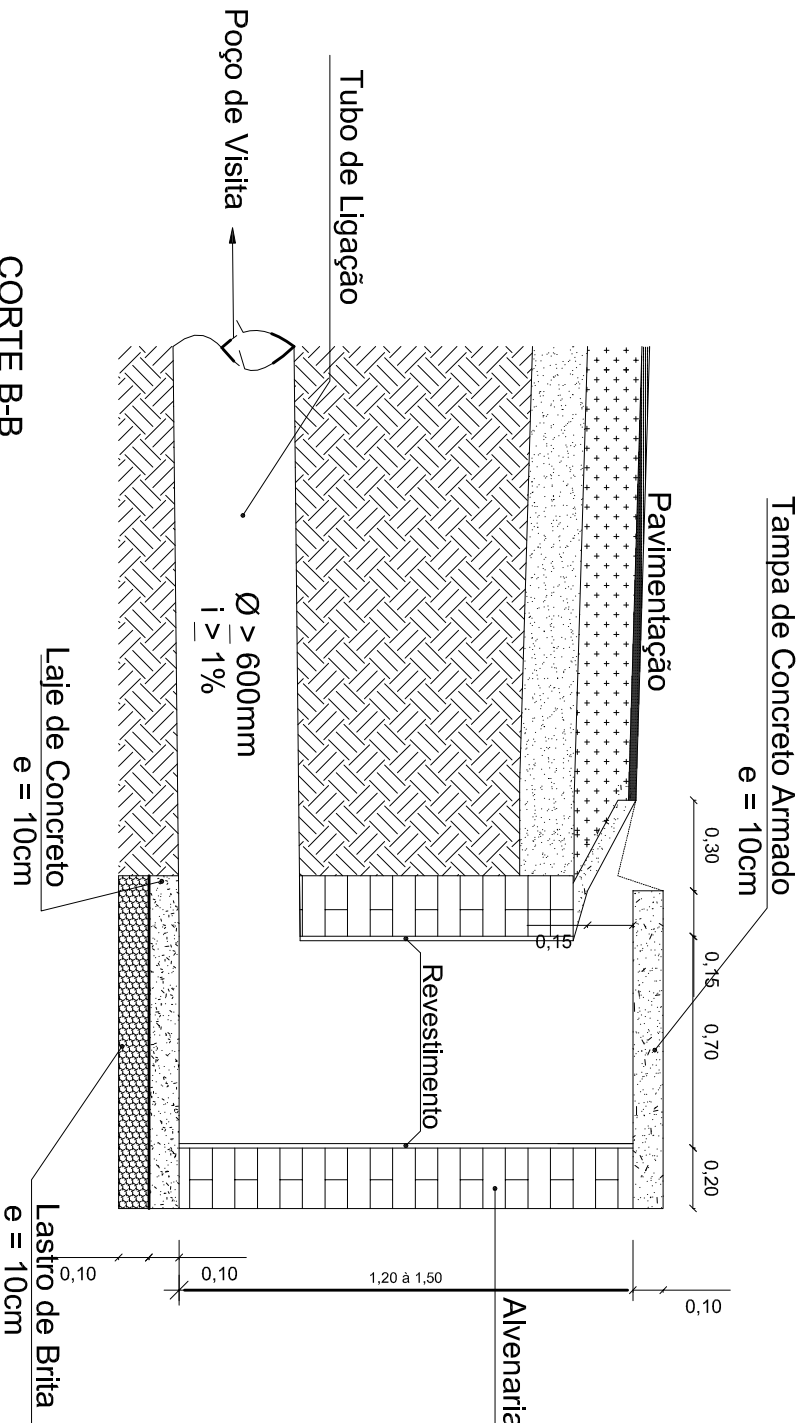 Tampa de Concreto Armado
e = 10cm
Pavimentação
Tubo de Ligação
Poço de Visita
Ø > 600mm
i > 1%
0,30
0,15
0,70
0,20
0,15
0,10
Revestimento
1,20 à 1,50
Alvenaria
Laje de Concreto
e = 10cm
0,10
0,10
Lastro de Brita
e = 10cm
CORTE B-B